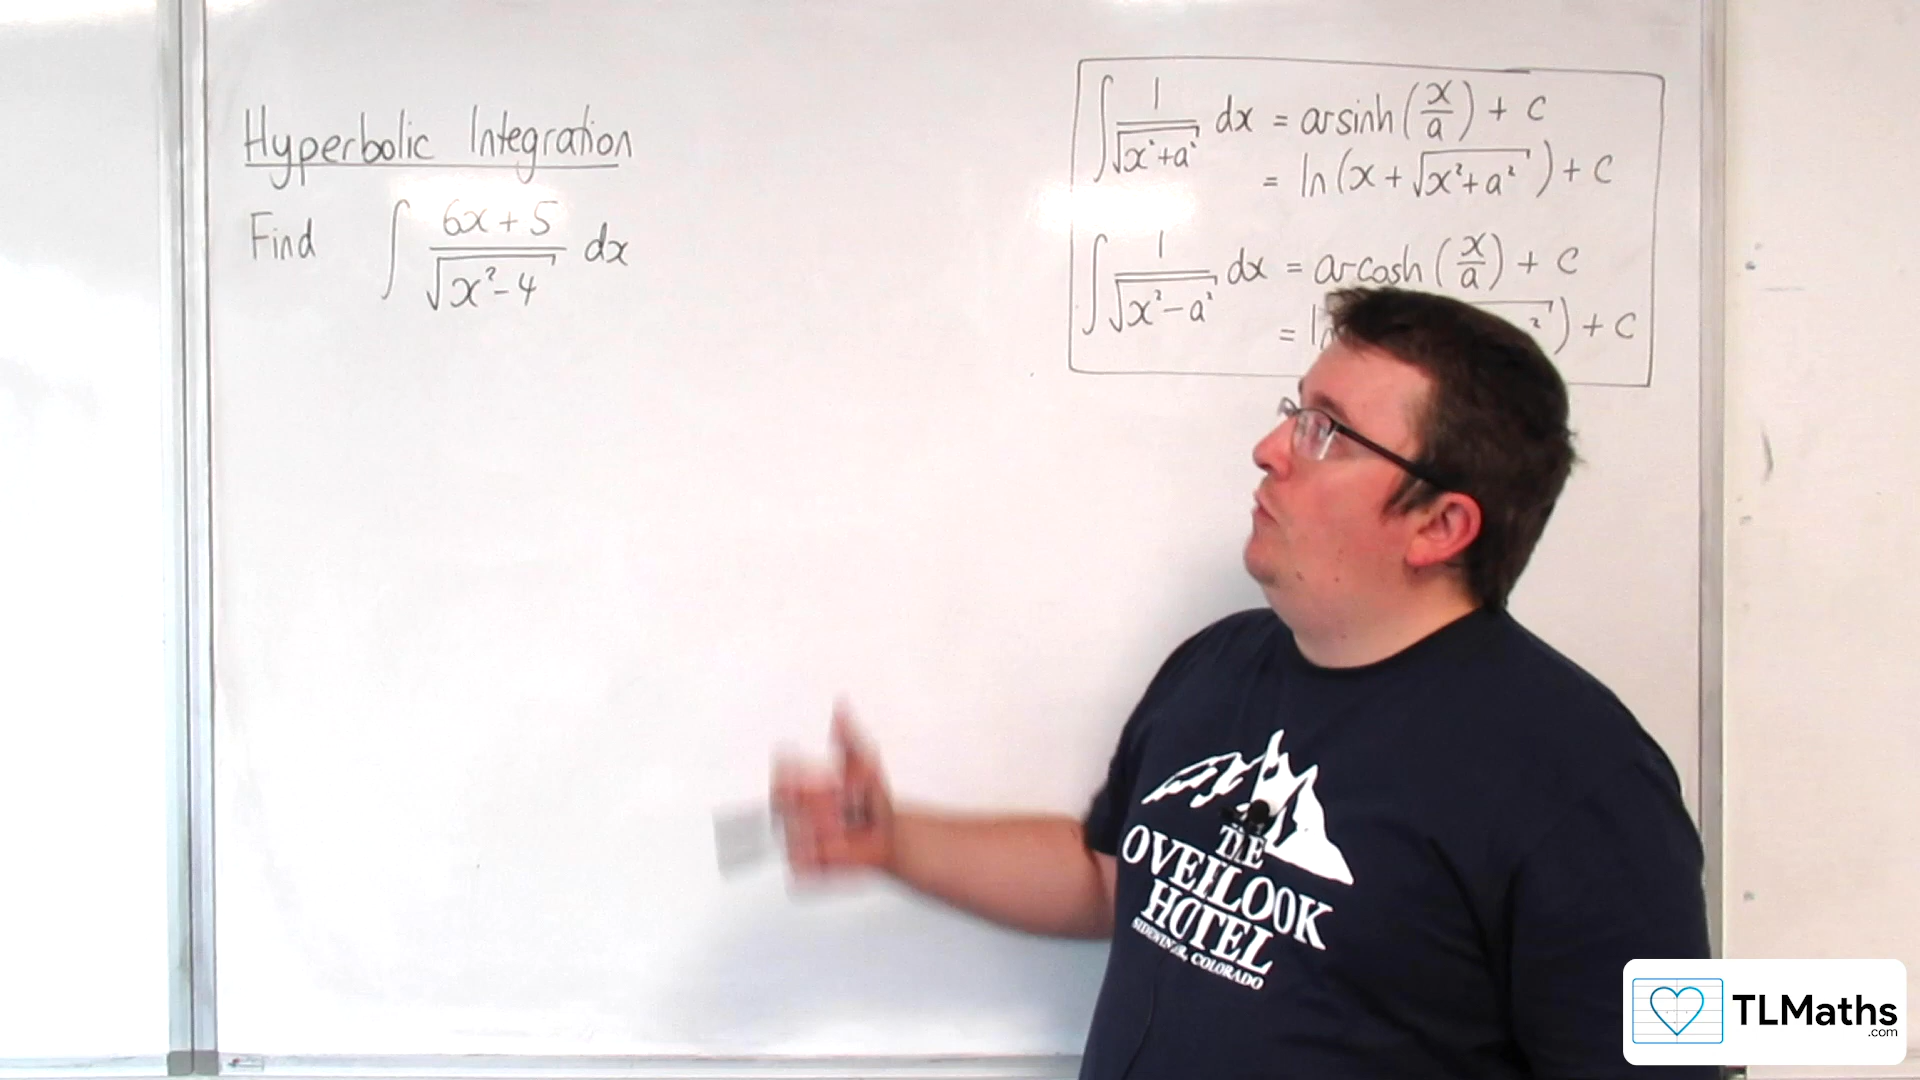 Hyperbolic Integration
Find ∫ (6x + 5)/√(x² - 4) dx
∫ 1/√(x² + a²) dx = arsinh(x/a) + c
= ln(x + √(x² + a²)) + c
∫ 1/√(x² - a²) dx = arcosh(x/a) + c
= ²) + c
THE
OVERLOOK
HOTEL
SIDEWINDER, COLORADO
TLMaths
.com